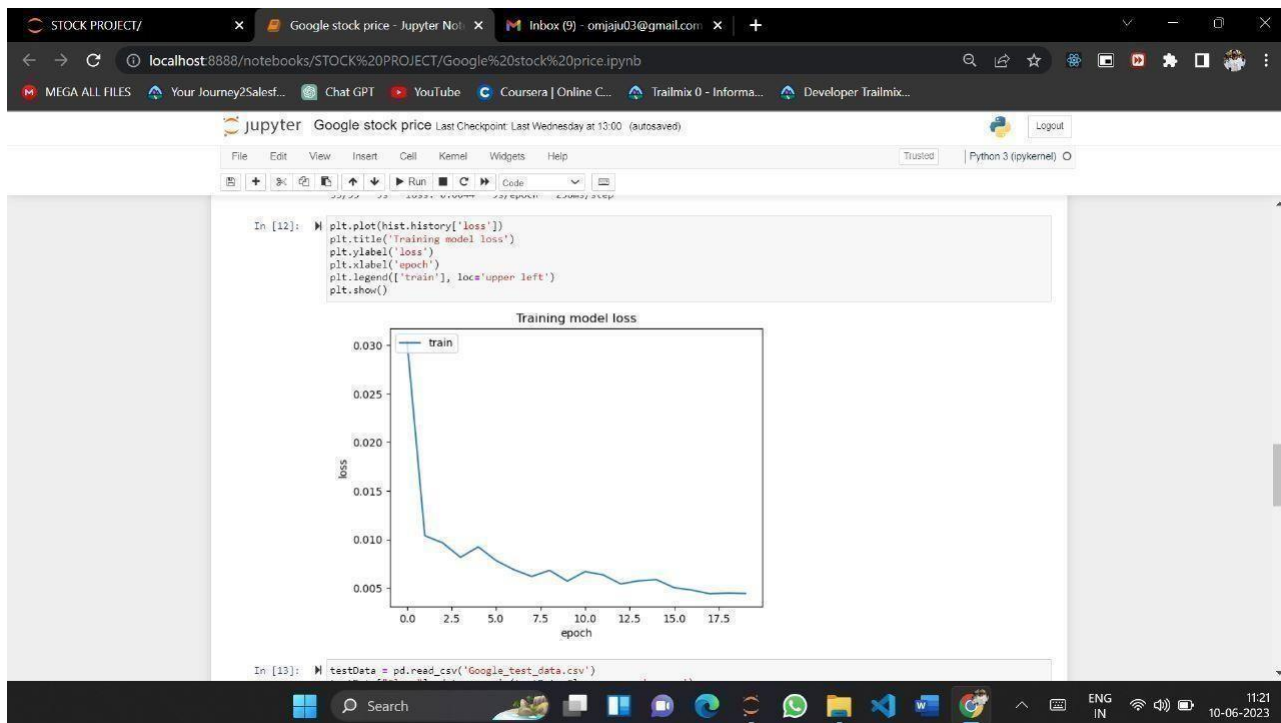 STOCK PROJECT/
Google stock price - Jupyter Not
Inbox (9) - omjaju03@gmail.com
localhost:8888/notebooks/STOCK%20PROJECT/Google%20stock%20price.ipynb
MEGA ALL FILES Your Journey2Salesf... Chat GPT YouTube Coursera | Online C... Trailmix 0 - Informa... Developer Trailmix...
jupyter Google stock price Last Checkpoint: Last Wednesday at 13:00 (autosaved) Logout
File Edit View Insert Cell Kernel Widgets Help Trusted Python 3 (ipykernel)
Run Code
In [12]: plt.plot(hist.history['loss'])
plt.title('Training model loss')
plt.ylabel('loss')
plt.xlabel('epoch')
plt.legend(['train'], loc='upper left')
plt.show()
Training model loss
train
0.030
0.025
0.020
loss
0.015
0.010
0.005
0.0 2.5 5.0 7.5 10.0 12.5 15.0 17.5
epoch
In [13]: testData = pd.read_csv('Google_test_data.csv')
Search
ENG
IN
11:21
10-06-2023